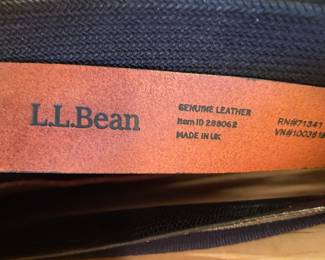 L.L.Bean
GENUINE LEATHER
Item ID 288062
MADE IN UK
RN#71341